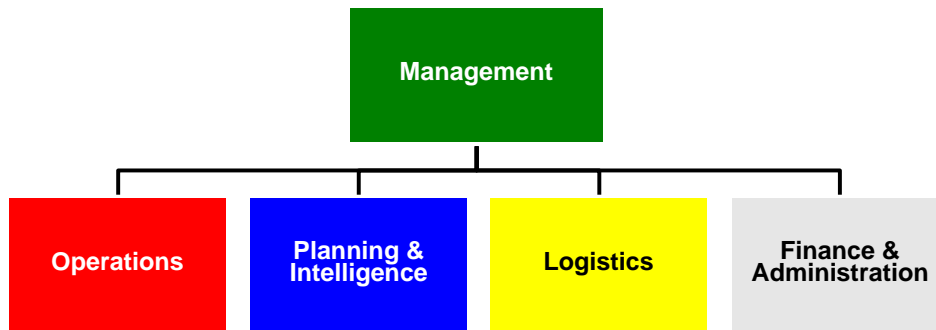 Management
Operations
Planning &
Intelligence
Logistics
Finance &
Administration